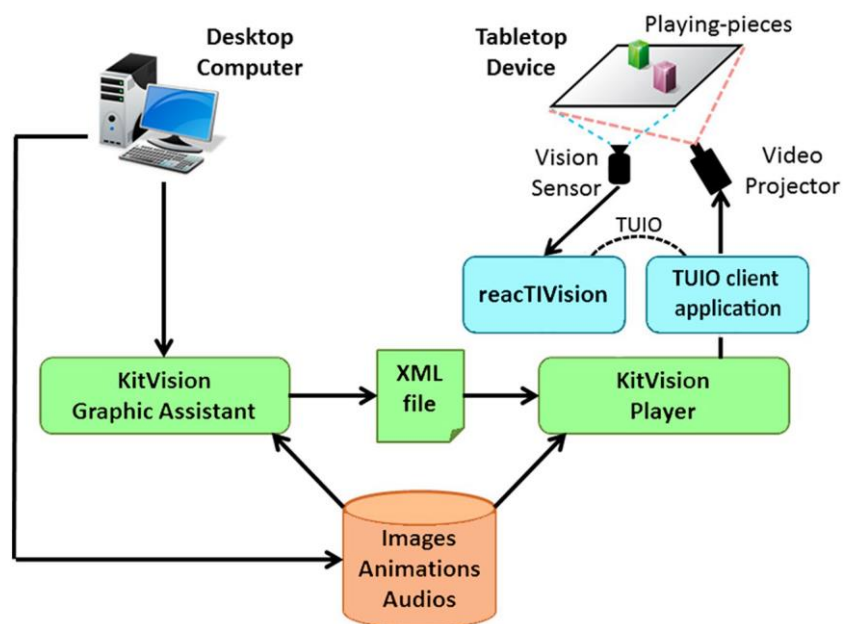 Desktop
Computer
Tabletop
Device
Playing-pieces
Vision
Sensor
Video
Projector
TUIO
reacTIVision
TUIO client
application
KitVision
Graphic Assistant
XML
file
KitVision
Player
Images
Animations
Audios